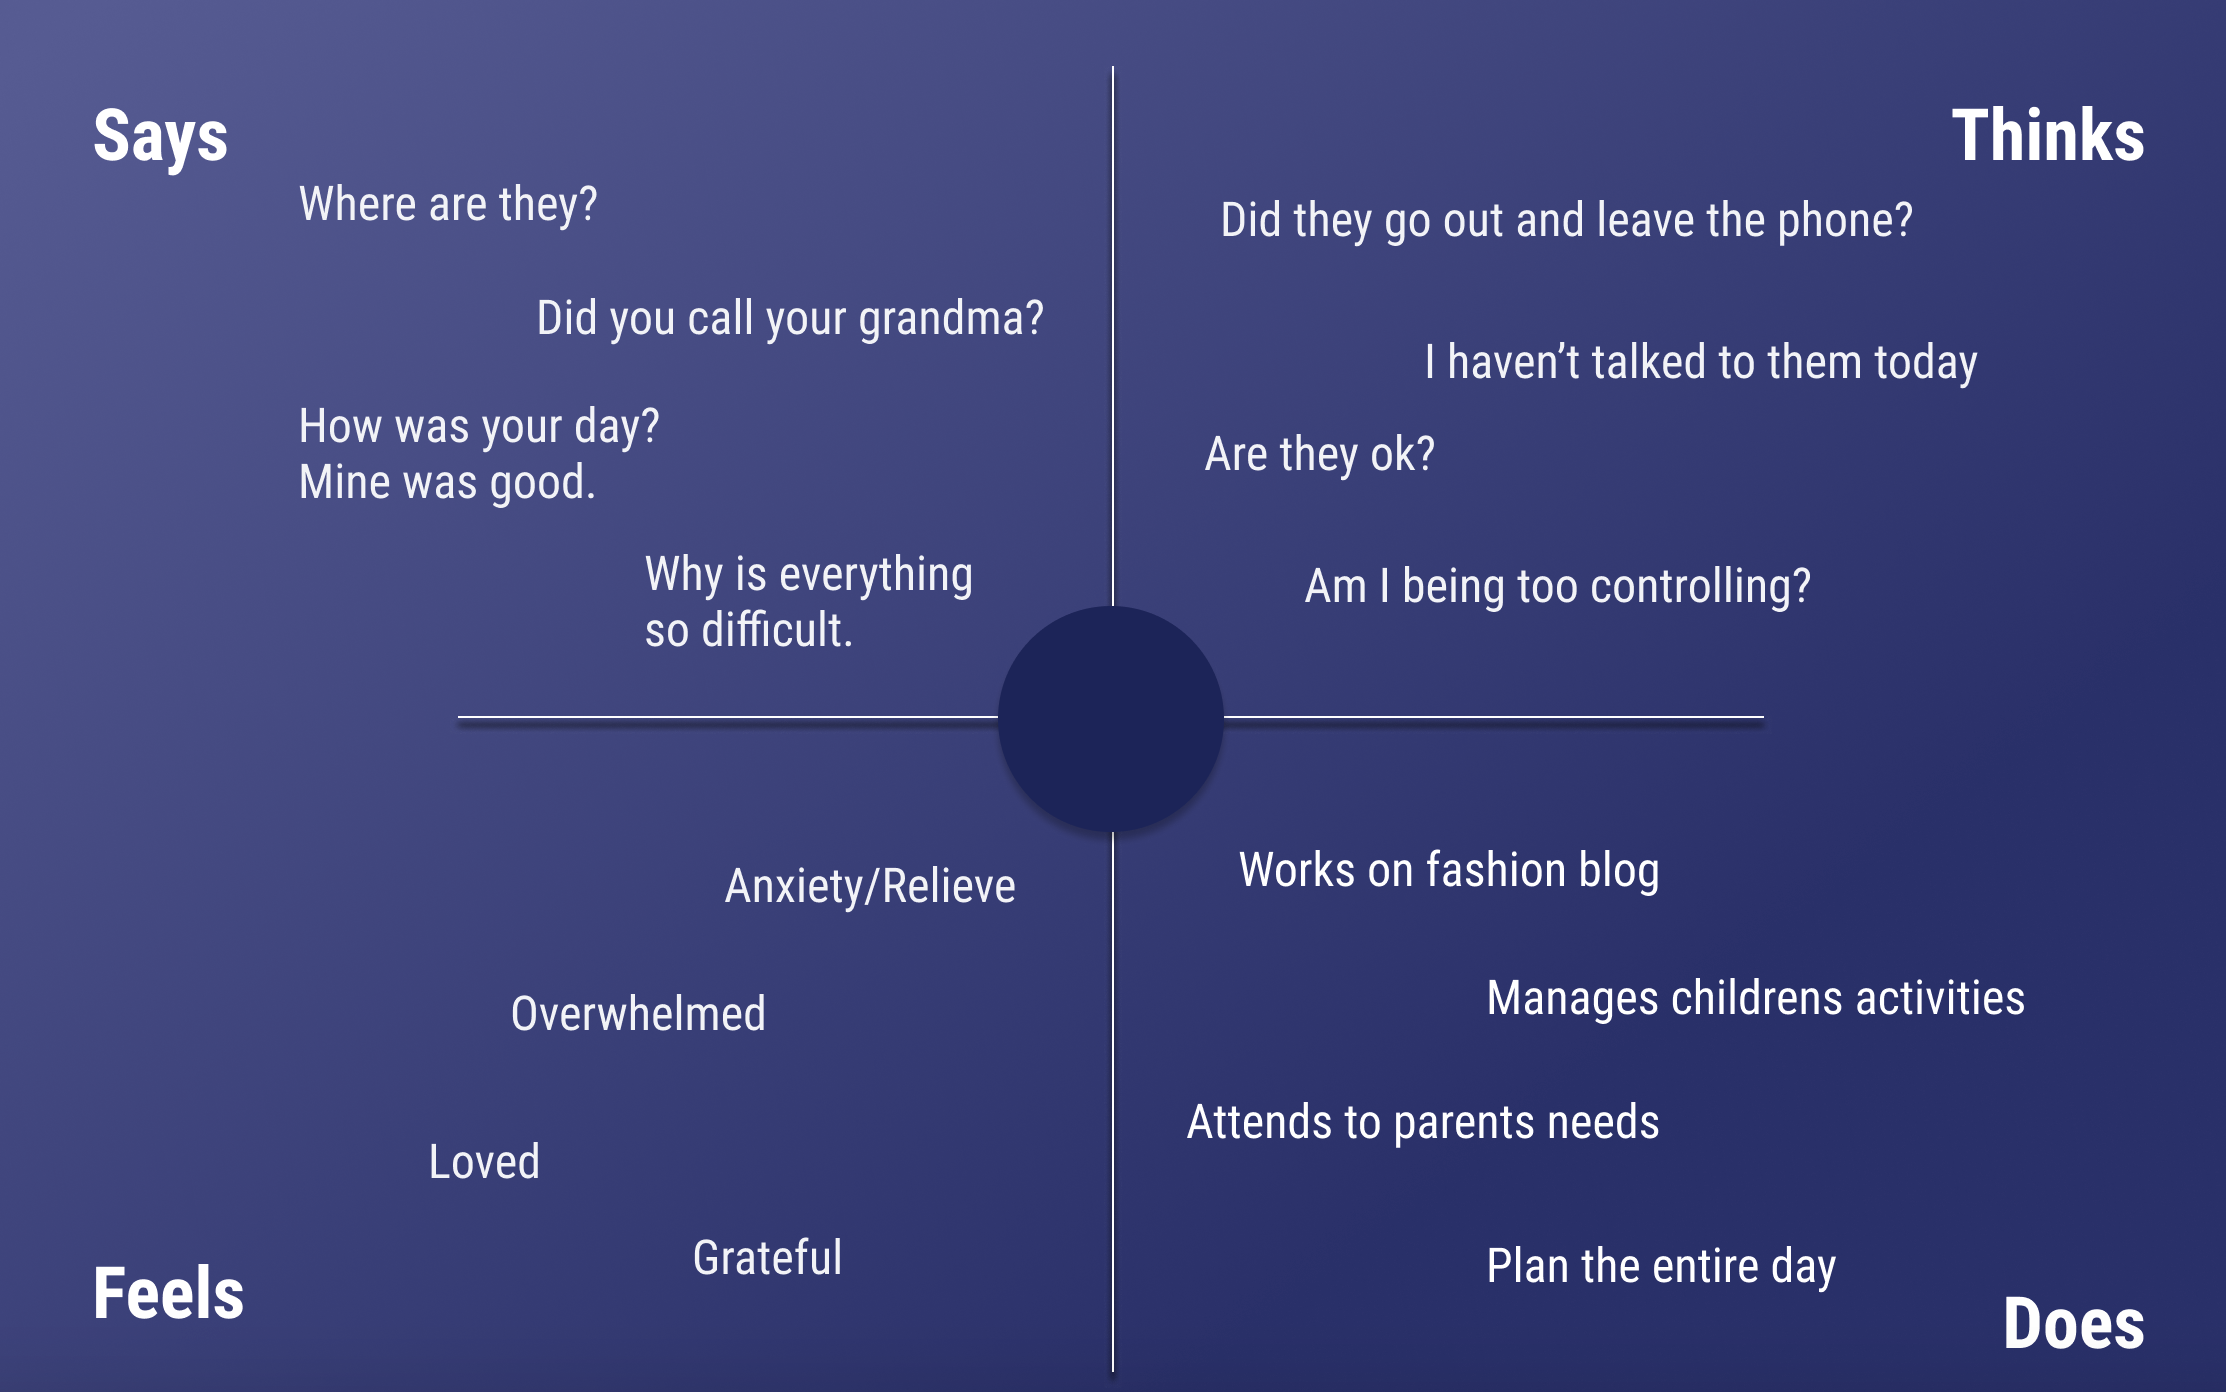 Says
Where are they?
Did you call your grandma?
How was your day?
Mine was good.
Why is everything
so difficult.
Thinks
Did they go out and leave the phone?
I haven’t talked to them today
Are they ok?
Am I being too controlling?
Anxiety/Relieve
Overwhelmed
Loved
Grateful
Feels
Works on fashion blog
Manages childrens activities
Attends to parents needs
Plan the entire day
Does